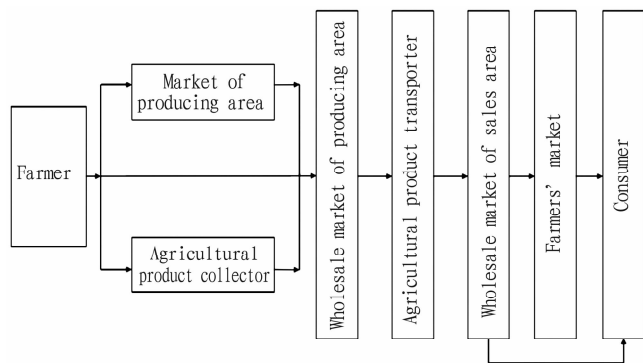 Farmer
Market of
producing area
Agricultural
product collector
Wholesale market of producing area
Agricultural product transporter
Wholesale market of sales area
Farmers' market
Consumer